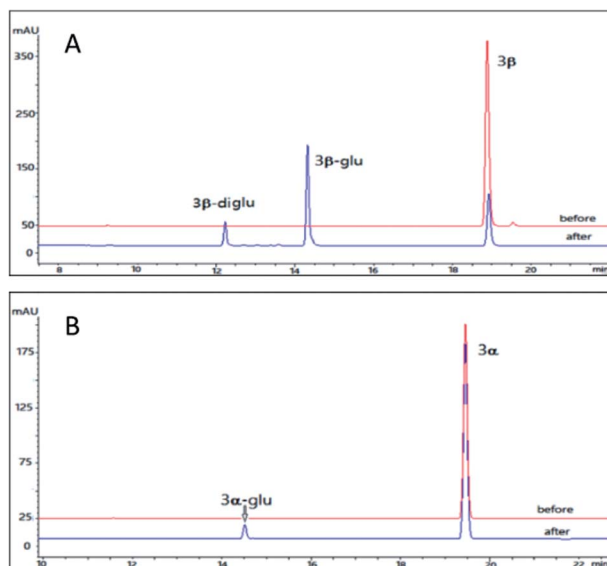 mAU
A
3β
350
250
3β-glu
150
3β-diglu
50
before
0
after
8
10
12
14
16
18
20
min
mAU
B
3α
175
125
75
3α-glu
25
before
0
after
10
12
14
16
18
20
22
min